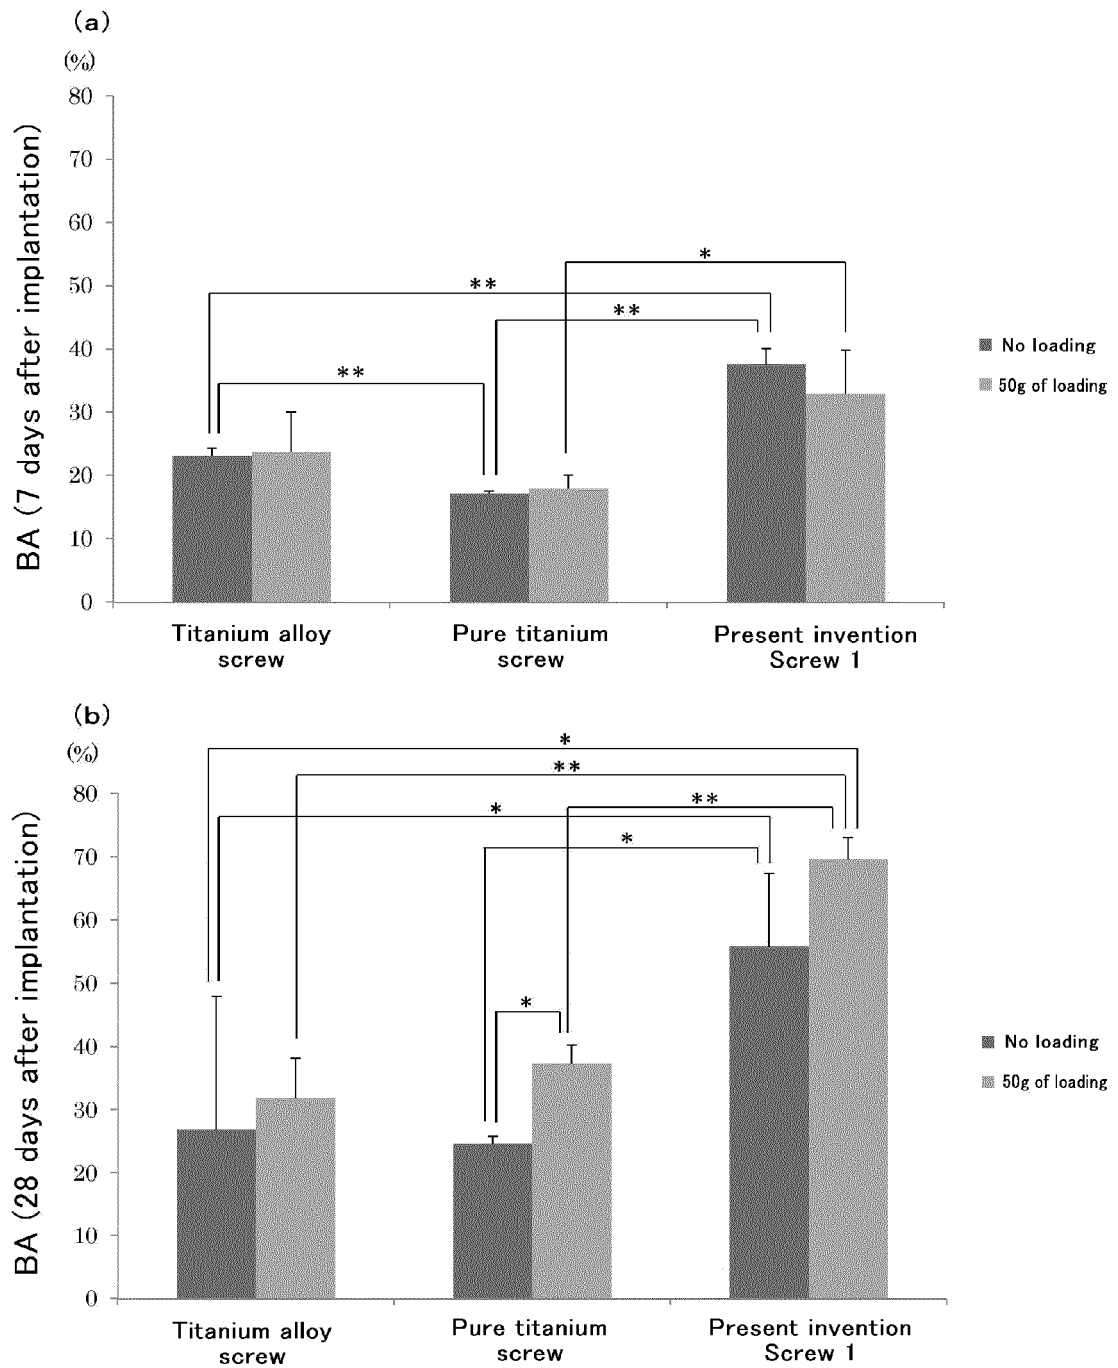 (a)
(%)
BA (7 days after implantation)
80
70
60
50
40
30
20
10
0
*
**
**
**
No loading
50g of loading
Titanium alloy
screw
Pure titanium
screw
Present invention
Screw 1
(b)
(%)
BA (28 days after implantation)
80
70
60
50
40
30
20
10
0
*
**
**
*
*
*
No loading
50g of loading
Titanium alloy
screw
Pure titanium
screw
Present invention
Screw 1